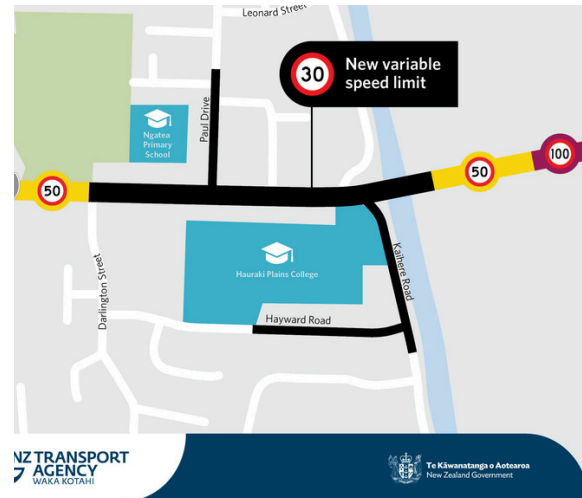 Leonard Street
30
New variable
speed limit
Paul Drive
Ngatea
Primary
School
100
50
50
Hauraki Plains College
Kaihere Road
Darlington Street
Hayward Road
NZ TRANSPORT
AGENCY
WAKA KOTAHI
Te Kāwanatanga o Aotearoa
New Zealand Government